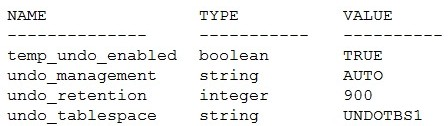 NAME TYPE VALUE
-------------- ----------- ----------
temp_undo_enabled boolean TRUE
undo_management string AUTO
undo_retention integer 900
undo_tablespace string UNDOTBS1